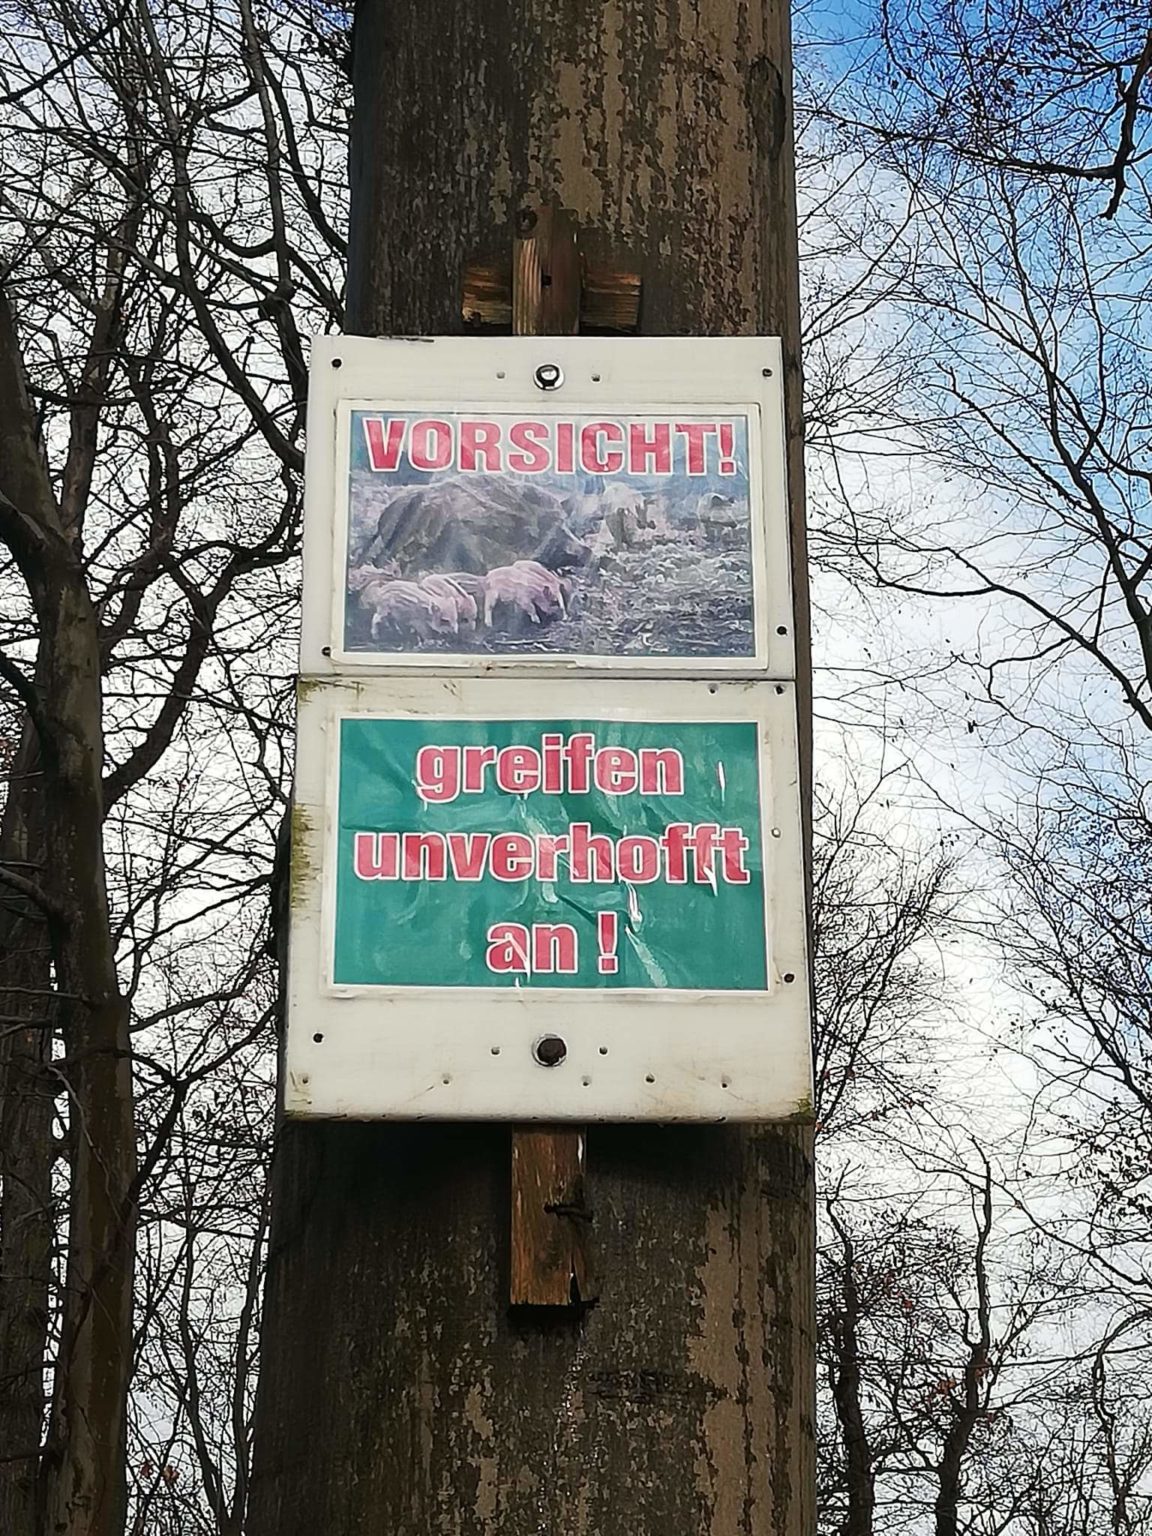 VORSICHT!
greifen
unverhofft
an !